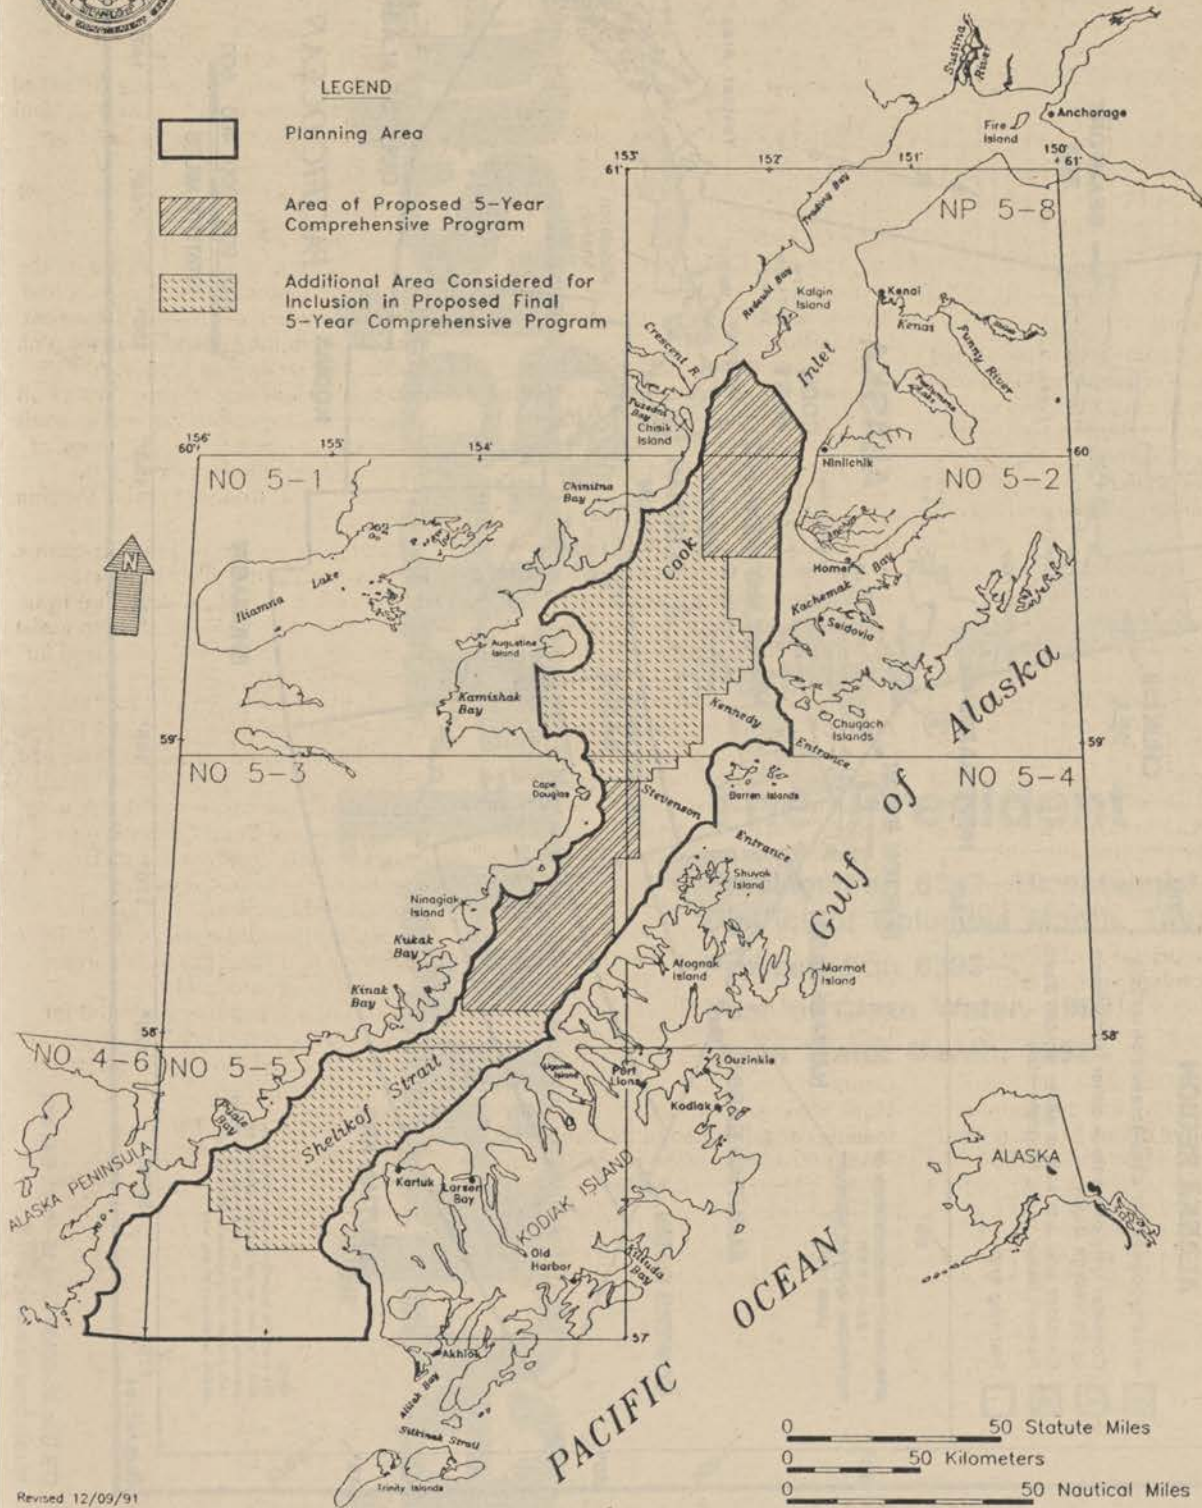 LEGEND
Planning Area
Area of Proposed 5-Year
Comprehensive Program
Additional Area Considered for
Inclusion in Proposed Final
5-Year Comprehensive Program
Susitna
River
Fire
Island
Anchorage
153°
61°
152°
151°
150°
61°
NP 5-8
Trading Bay
Redoubt Bay
Kalgin
Island
Kenai
Kenai
Funny River
Crescent R
Inlet
Tuxedni
Bay
Chisik
Island
Ninilchik
156°
60°
155°
154°
60
NO 5-1
NO 5-2
Chinitna
Bay
Cook
Homer
Kachemak Bay
Seldovia
N
Iliamna Lake
Augustine
Island
Kamishak
Bay
Kennedy
Entrance
Chugach
Islands
59°
59°
NO 5-3
NO 5-4
Cape
Douglas
Stevenson
Entrance
Barren Islands
Gulf of Alaska
Shuyak
Island
Ninagiak
Island
Kukak
Bay
Kinak
Bay
Afognak
Island
Marmot
Island
58°
58°
NO 4-6
NO 5-5
Puale
Bay
Shelikof Strait
Port
Lions
Ouzinkie
Kodiak
ALASKA PENINSULA
Karluk
Larsen
Bay
KODIAK ISLAND
Old
Harbor
Bay
57°
Akhiok
Alitak Bay
Sitkinak Strait
Trinity Islands
ALASKA
PACIFIC OCEAN
0 50 Statute Miles
0 50 Kilometers
0 50 Nautical Miles
Revised 12/09/91